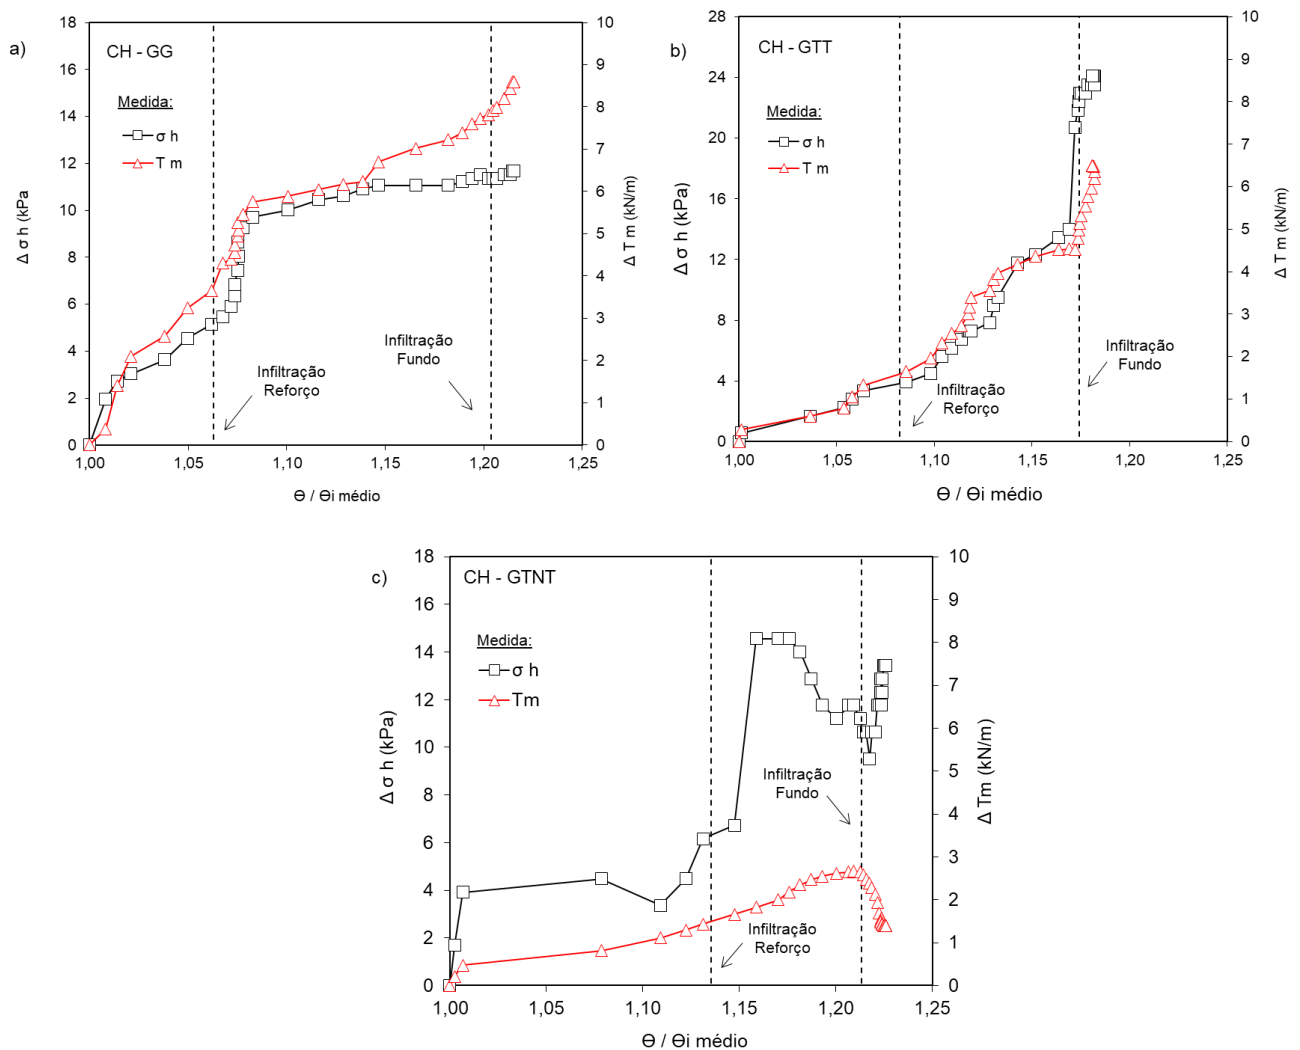 a)
CH - GG
Medida:
σ h
T m
18
16
14
12
10
8
6
4
2
0
Δ σ h (kPa)
10
9
8
7
6
5
4
3
2
1
0
Δ T m (kN/m)
Infiltração
Reforço
Infiltração
Fundo
1,00
1,05
1,10
1,15
1,20
1,25
Ɵ / Ɵi médio
b)
CH - GTT
Medida:
σ h
T m
28
24
20
16
12
8
4
0
Δ σ h (kPa)
10
9
8
7
6
5
4
3
2
1
0
Δ T m (kN/m)
Infiltração
Reforço
Infiltração
Fundo
1,00
1,05
1,10
1,15
1,20
1,25
Ɵ / Ɵi médio
c)
CH - GTNT
Medida:
σ h
Tm
18
16
14
12
10
8
6
4
2
0
Δ σ h (kPa)
10
9
8
7
6
5
4
3
2
1
0
Δ Tm (kN/m)
Infiltração
Fundo
Infiltração
Reforço
1,00
1,05
1,10
1,15
1,20
1,25
Ɵ / Ɵi médio